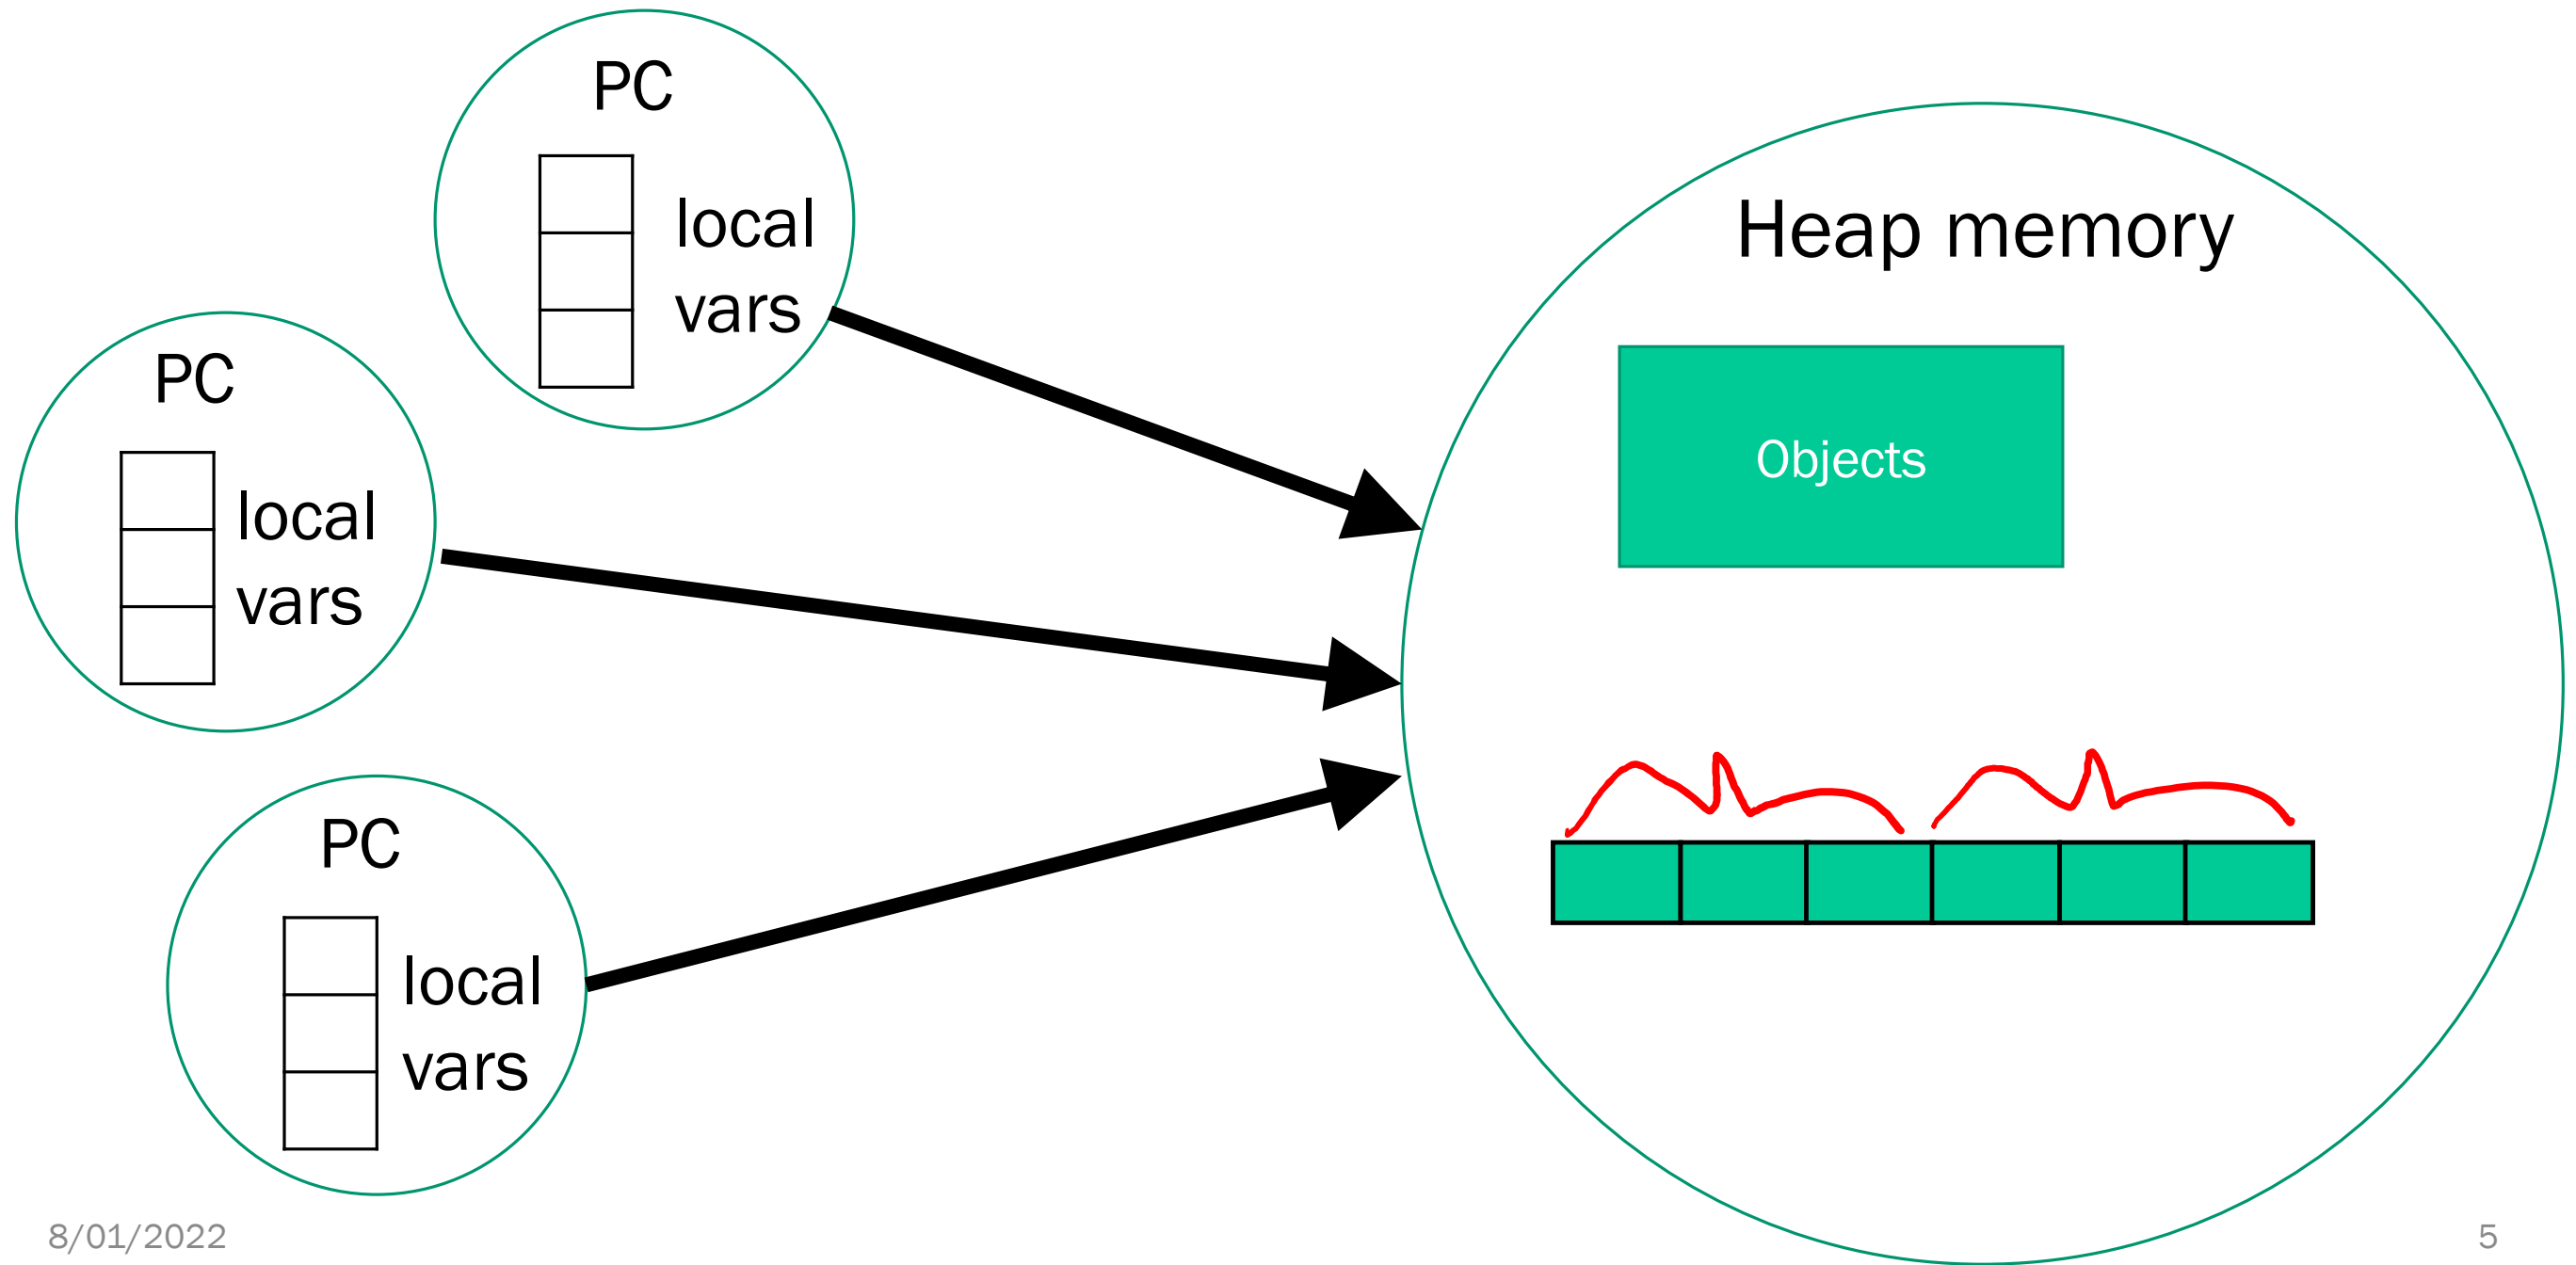 PC
local
vars
PC
local
vars
PC
local
vars
Heap memory
Objects
8/01/2022
5